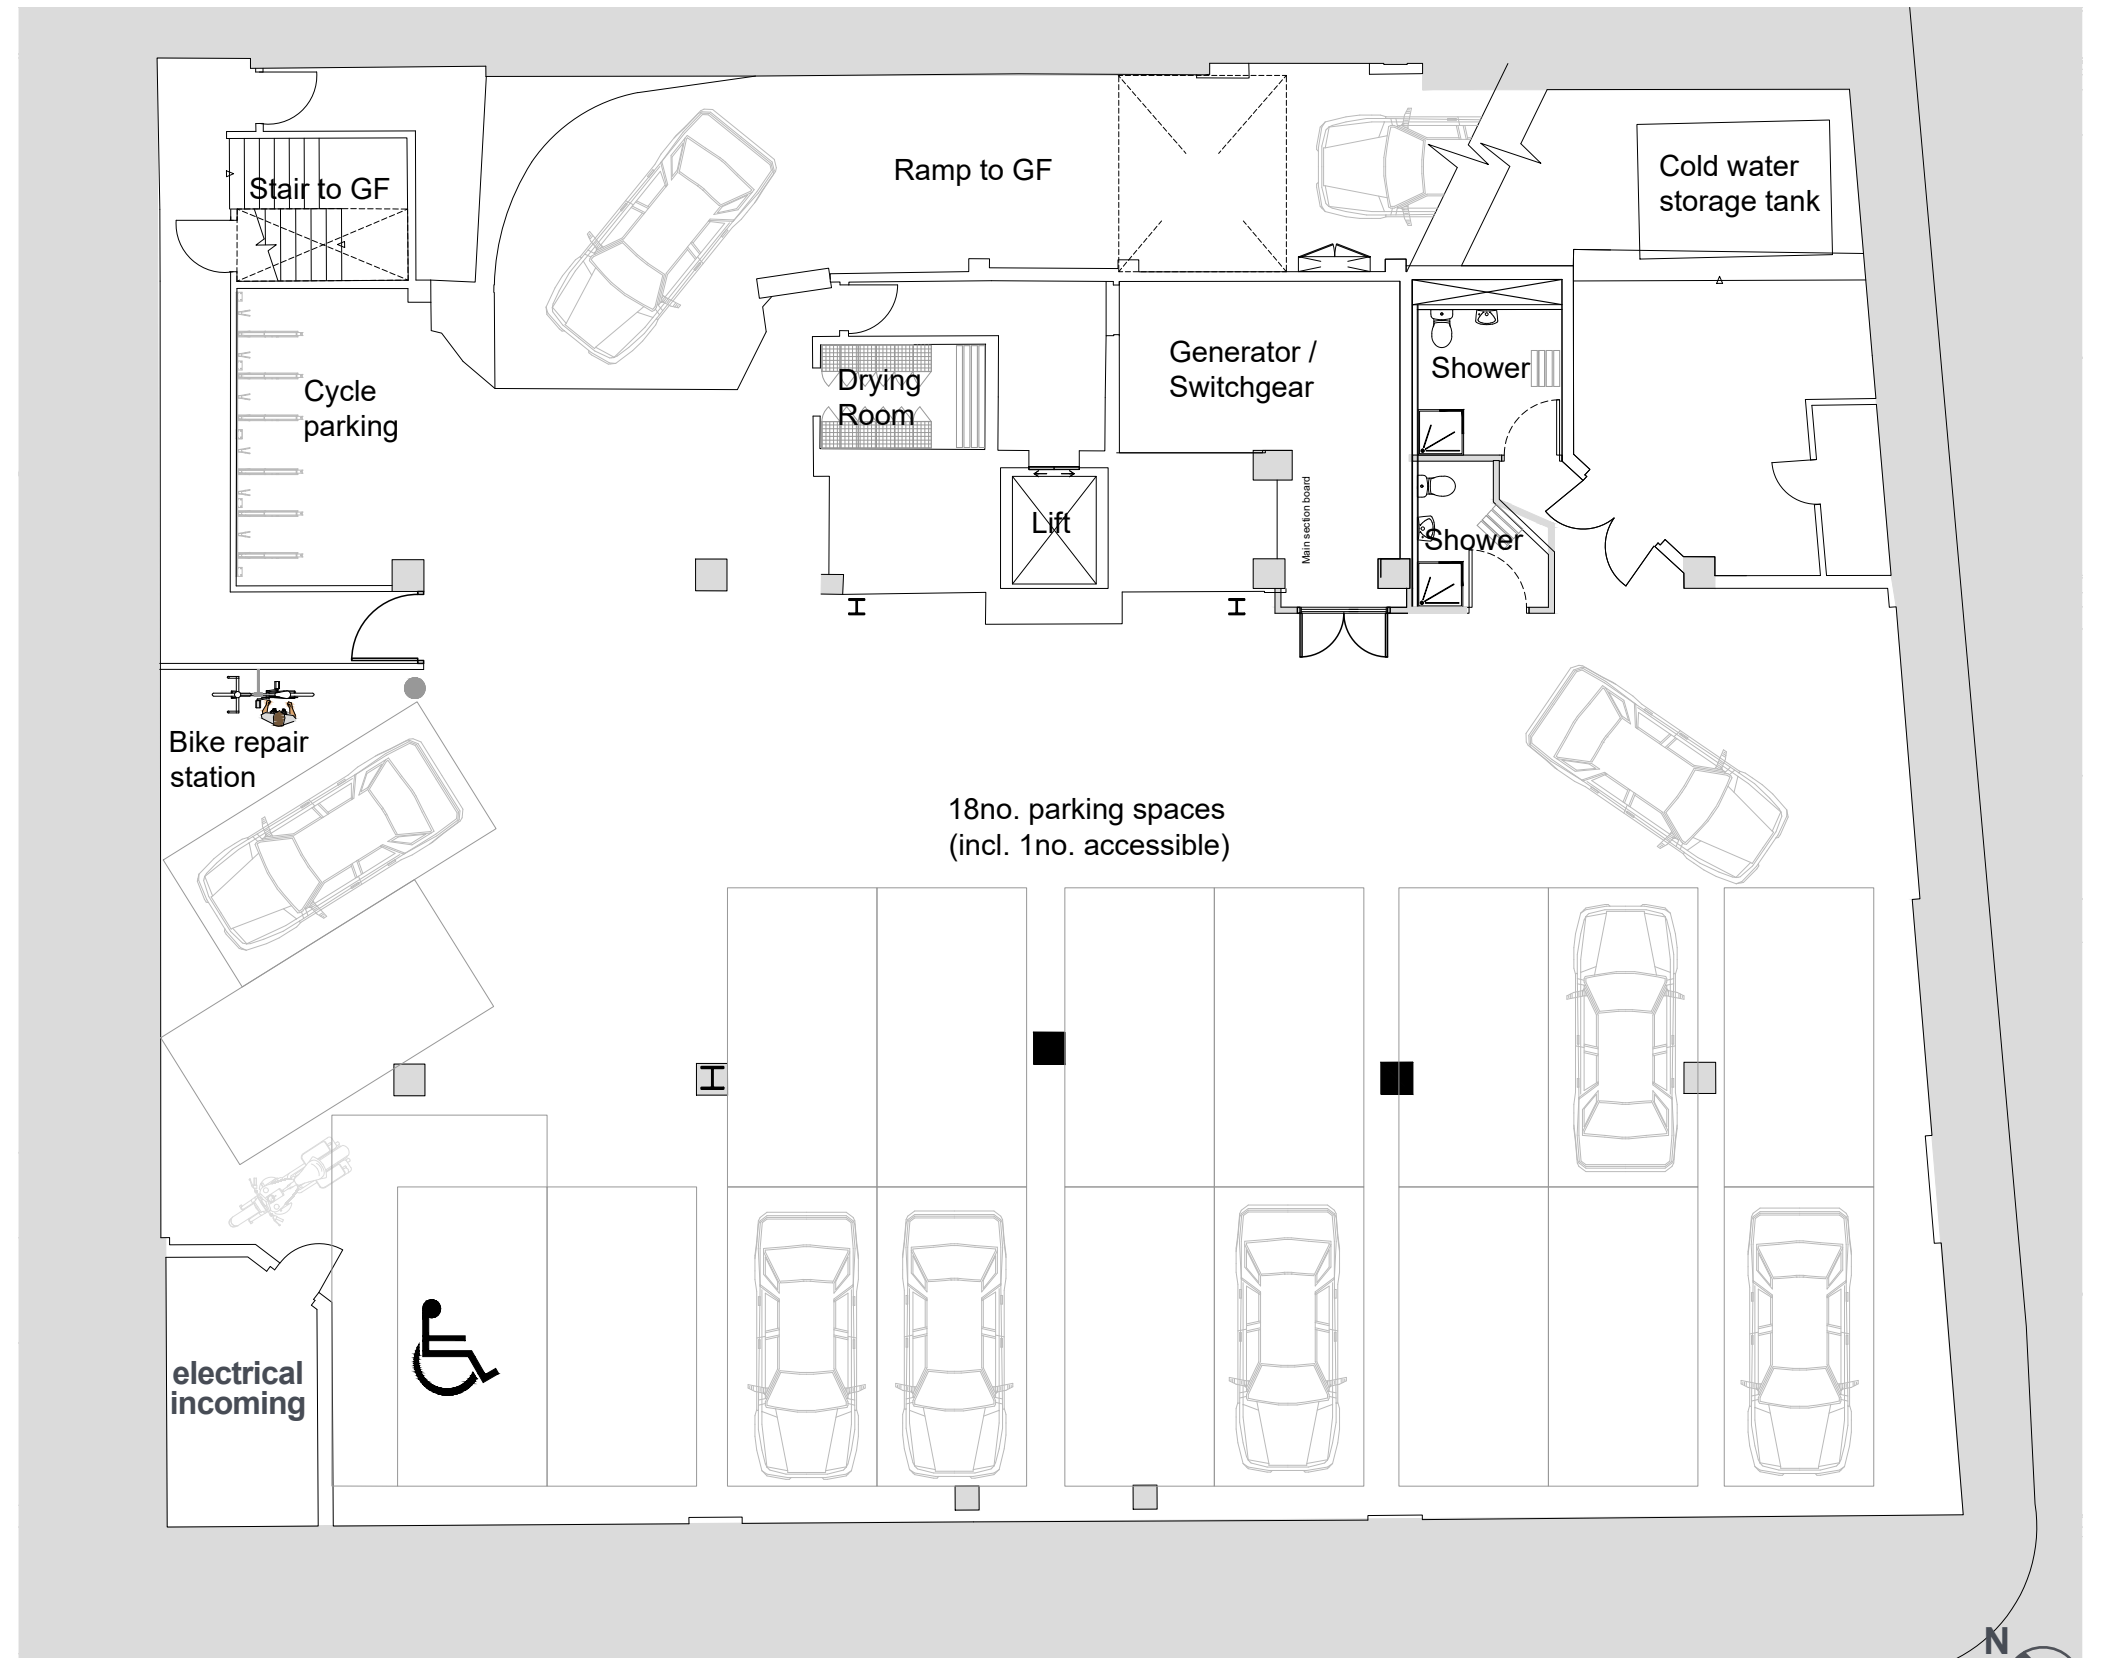 Stair to GF
Ramp to GF
Cold water
storage tank
Cycle
parking
Drying
Room
Generator /
Switchgear
Shower
Lift
Main section board
Shower
Bike repair
station
18no. parking spaces
(incl. 1no. accessible)
electrical
incoming
N